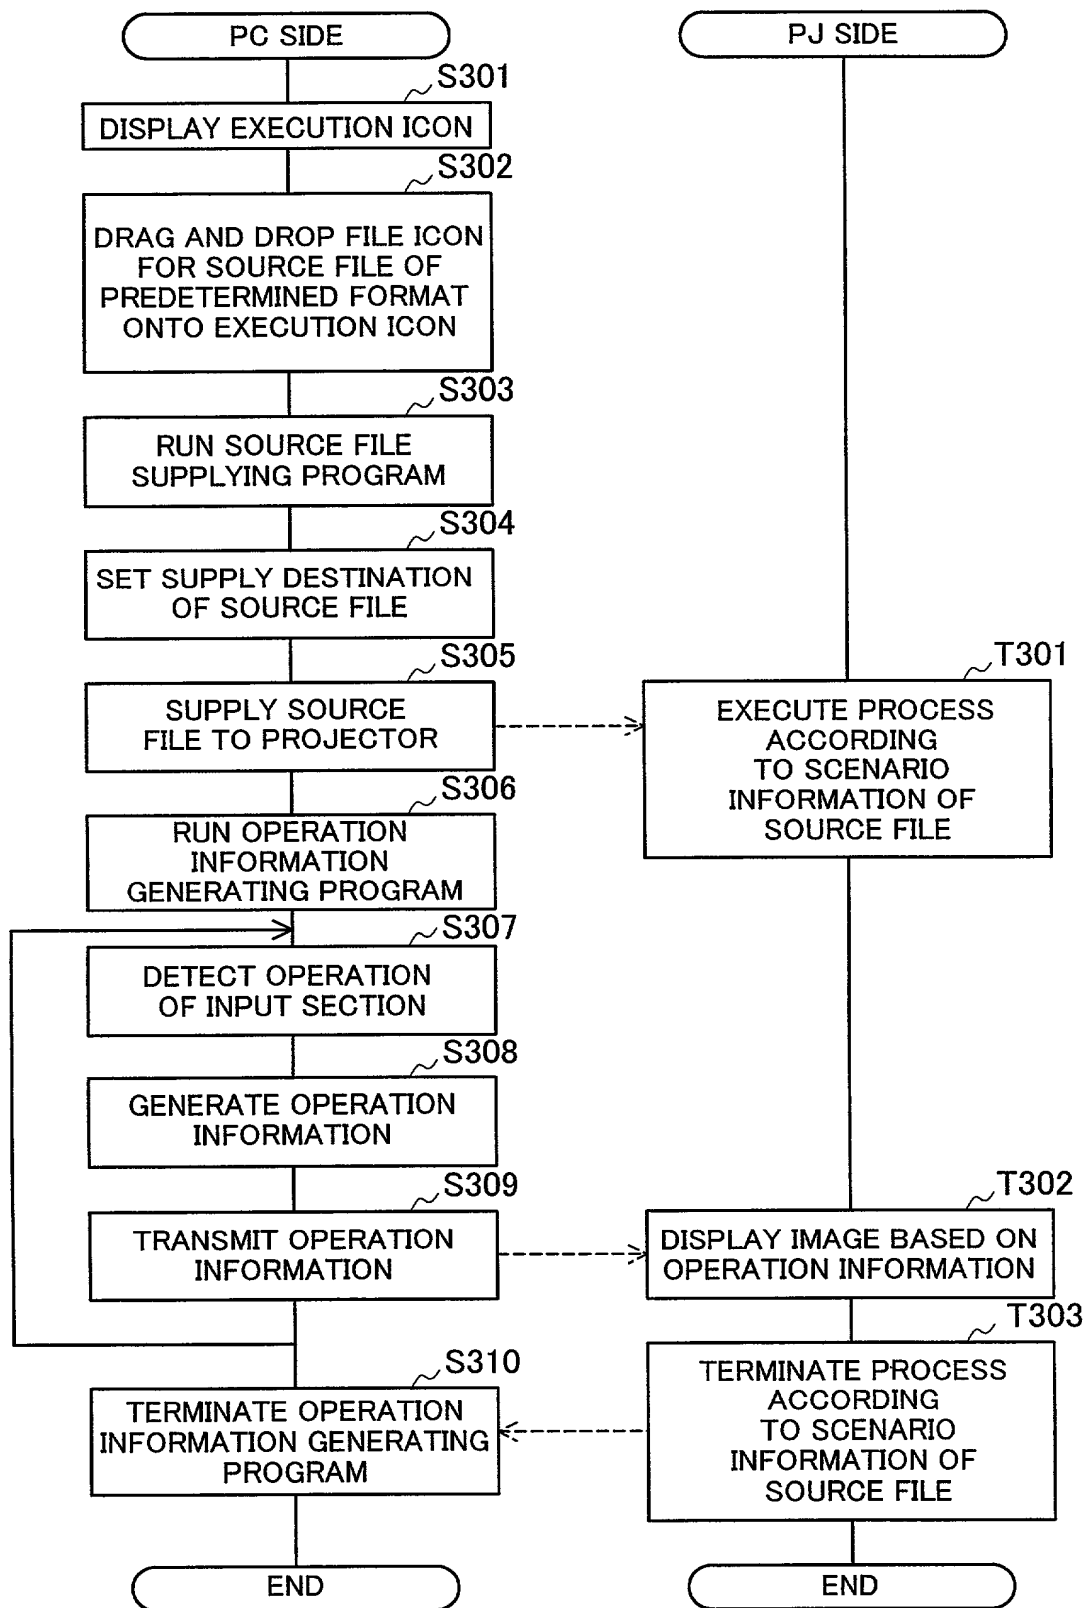 PC SIDE
S301
DISPLAY EXECUTION ICON
S302
DRAG AND DROP FILE ICON
FOR SOURCE FILE OF
PREDETERMINED FORMAT
ONTO EXECUTION ICON
S303
RUN SOURCE FILE
SUPPLYING PROGRAM
S304
SET SUPPLY DESTINATION
OF SOURCE FILE
S305
SUPPLY SOURCE
FILE TO PROJECTOR
S306
RUN OPERATION
INFORMATION
GENERATING PROGRAM
S307
DETECT OPERATION
OF INPUT SECTION
S308
GENERATE OPERATION
INFORMATION
S309
TRANSMIT OPERATION
INFORMATION
S310
TERMINATE OPERATION
INFORMATION GENERATING
PROGRAM
END
PJ SIDE
T301
EXECUTE PROCESS
ACCORDING
TO SCENARIO
INFORMATION OF
SOURCE FILE
T302
DISPLAY IMAGE BASED ON
OPERATION INFORMATION
T303
TERMINATE PROCESS
ACCORDING
TO SCENARIO
INFORMATION OF
SOURCE FILE
END